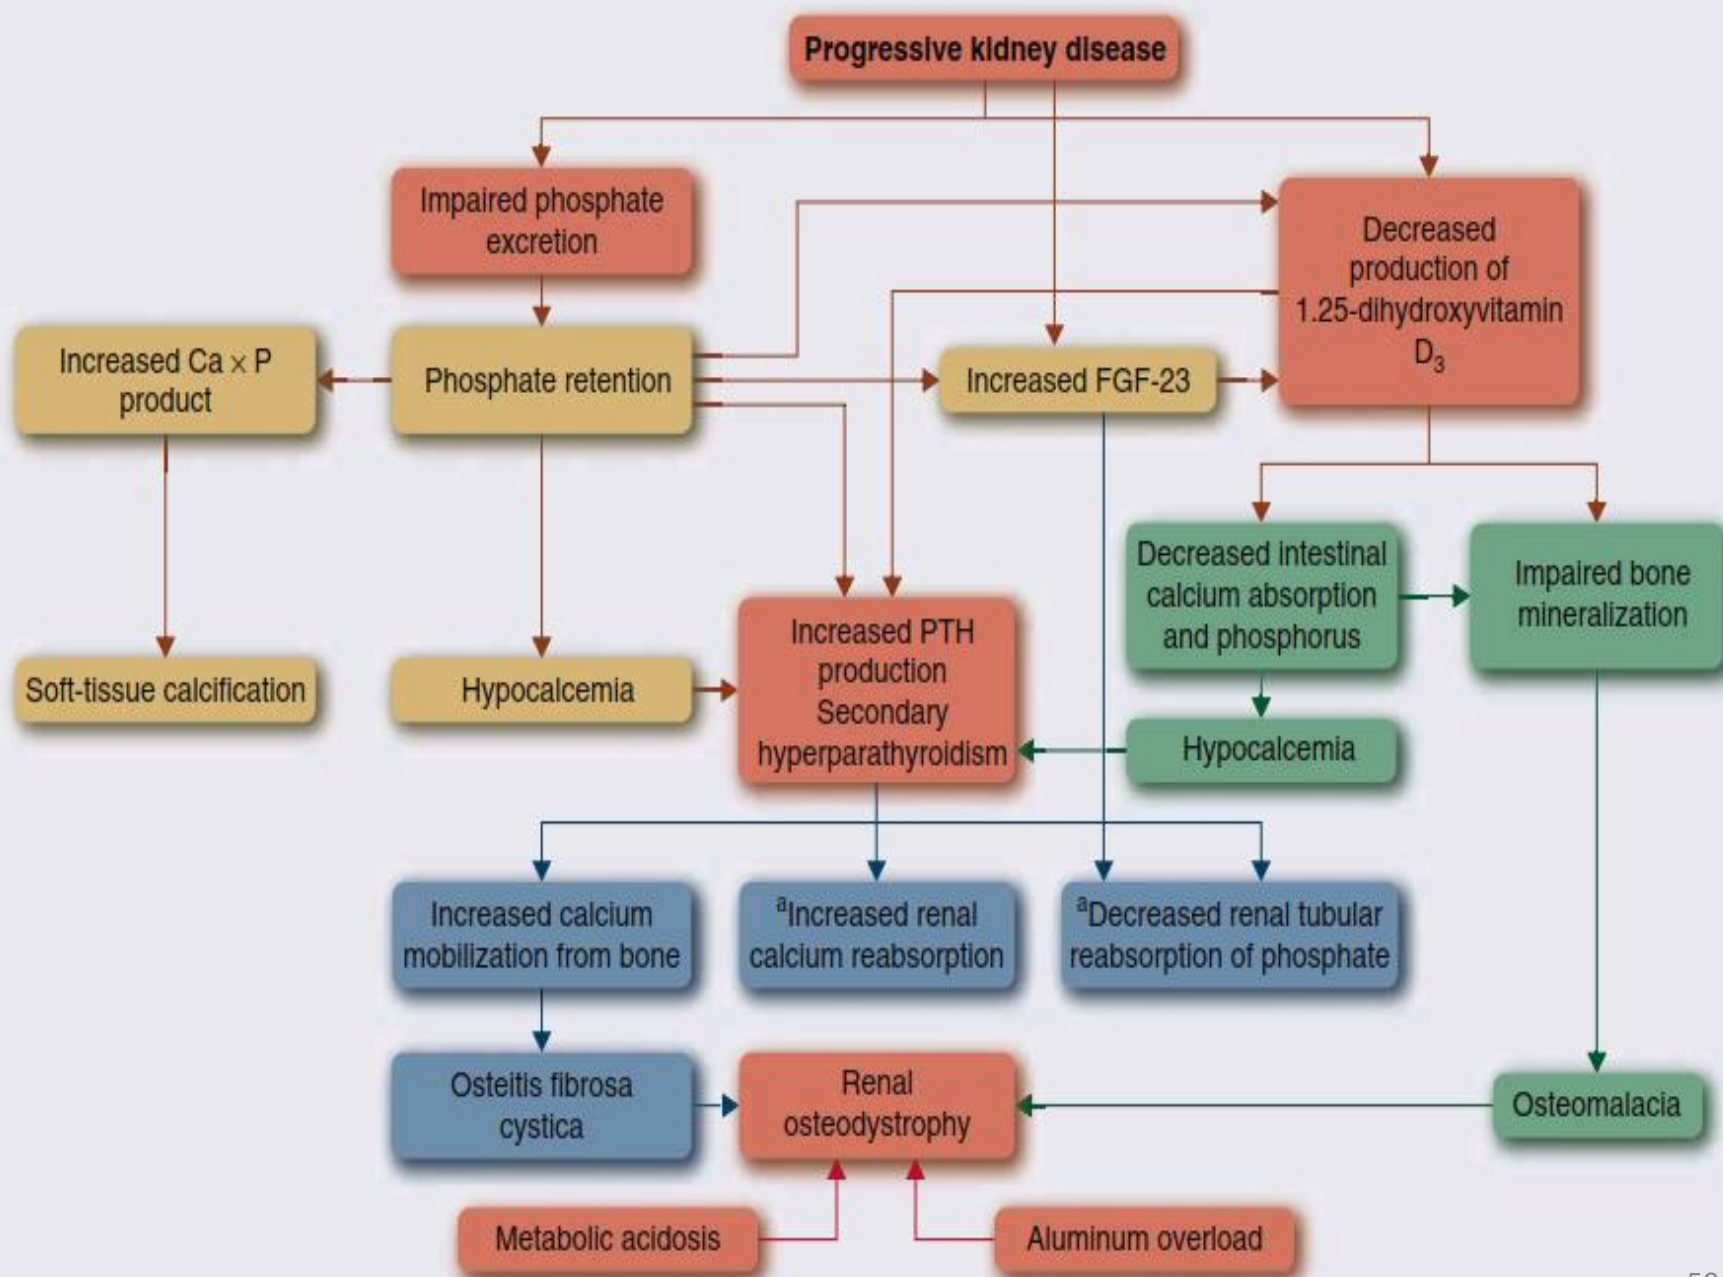 Progressive kidney disease
Impaired phosphate
excretion
Decreased
production of
1.25-dihydroxyvitamin
D₃
Increased Ca × P
product
Phosphate retention
Increased FGF-23
Decreased intestinal
calcium absorption
and phosphorus
Impaired bone
mineralization
Soft-tissue calcification
Hypocalcemia
Increased PTH
production
Secondary
hyperparathyroidism
Hypocalcemia
Increased calcium
mobilization from bone
ᵃIncreased renal
calcium reabsorption
ᵃDecreased renal tubular
reabsorption of phosphate
Osteitis fibrosa
cystica
Renal
osteodystrophy
Osteomalacia
Metabolic acidosis
Aluminum overload